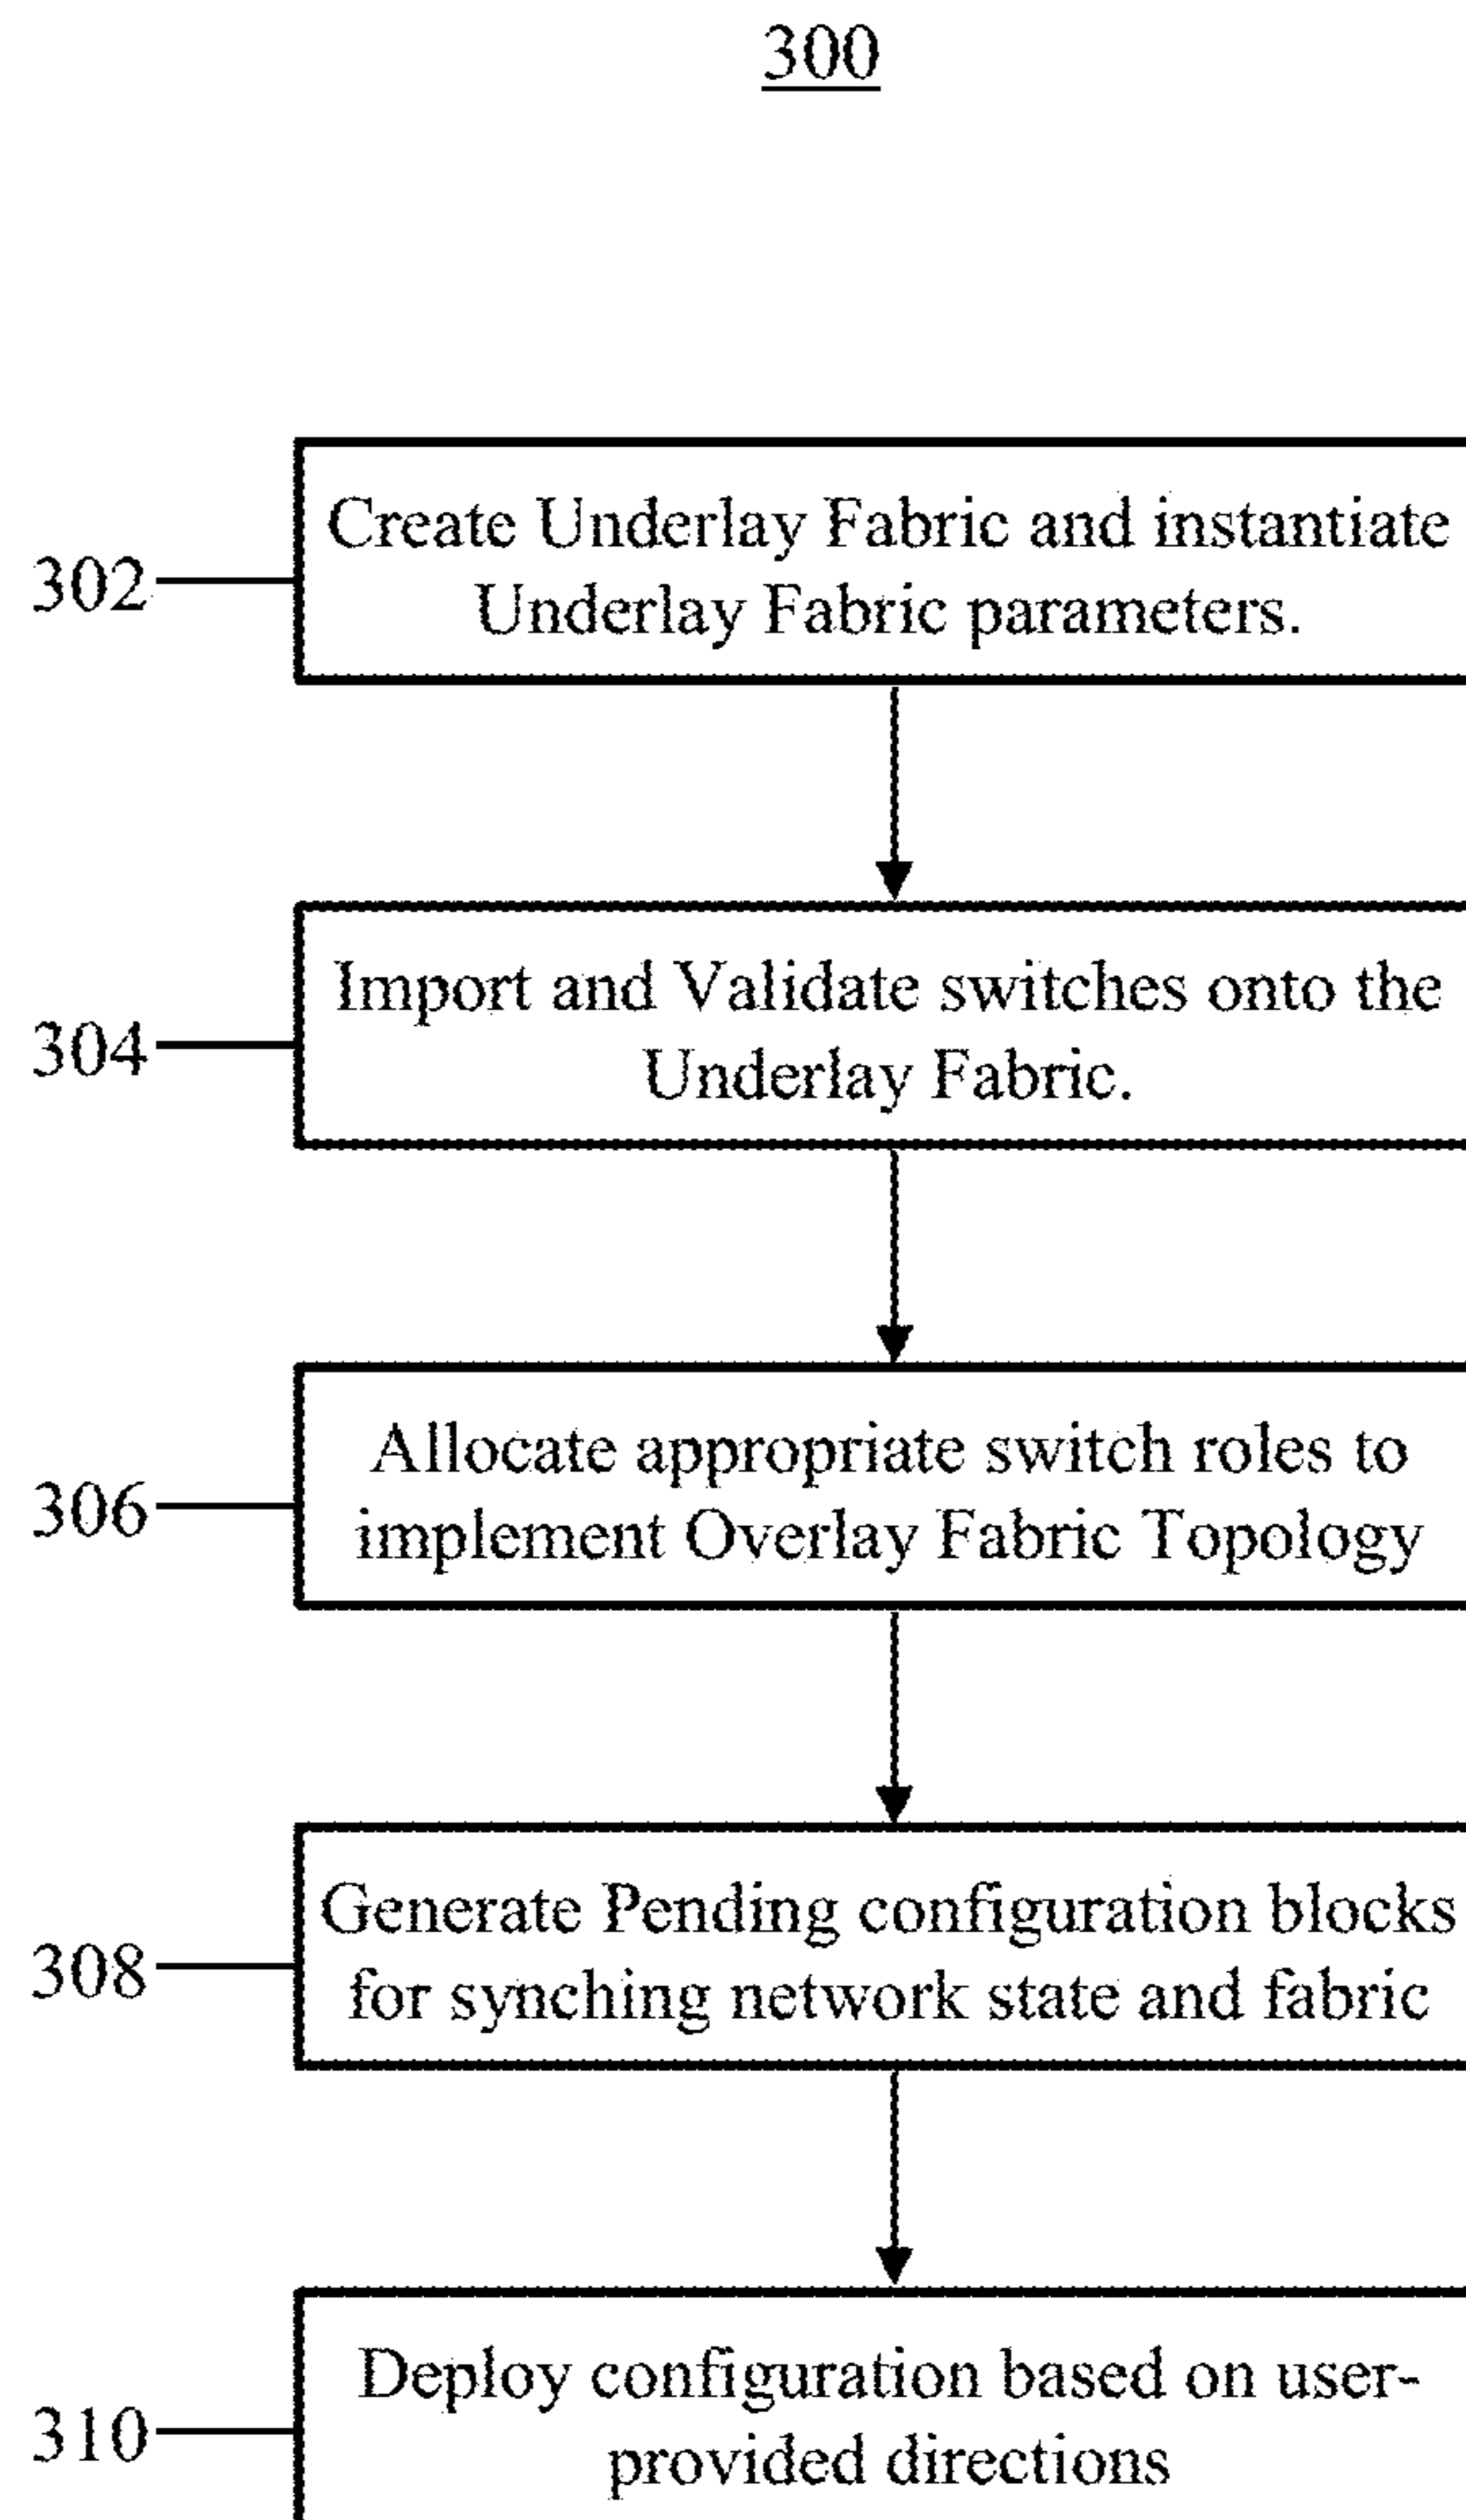 300
302
Create Underlay Fabric and instantiate
Underlay Fabric parameters.
304
Import and Validate switches onto the
Underlay Fabric.
306
Allocate appropriate switch roles to
implement Overlay Fabric Topology
308
Generate Pending configuration blocks
for synching network state and fabric
310
Deploy configuration based on user-
provided directions